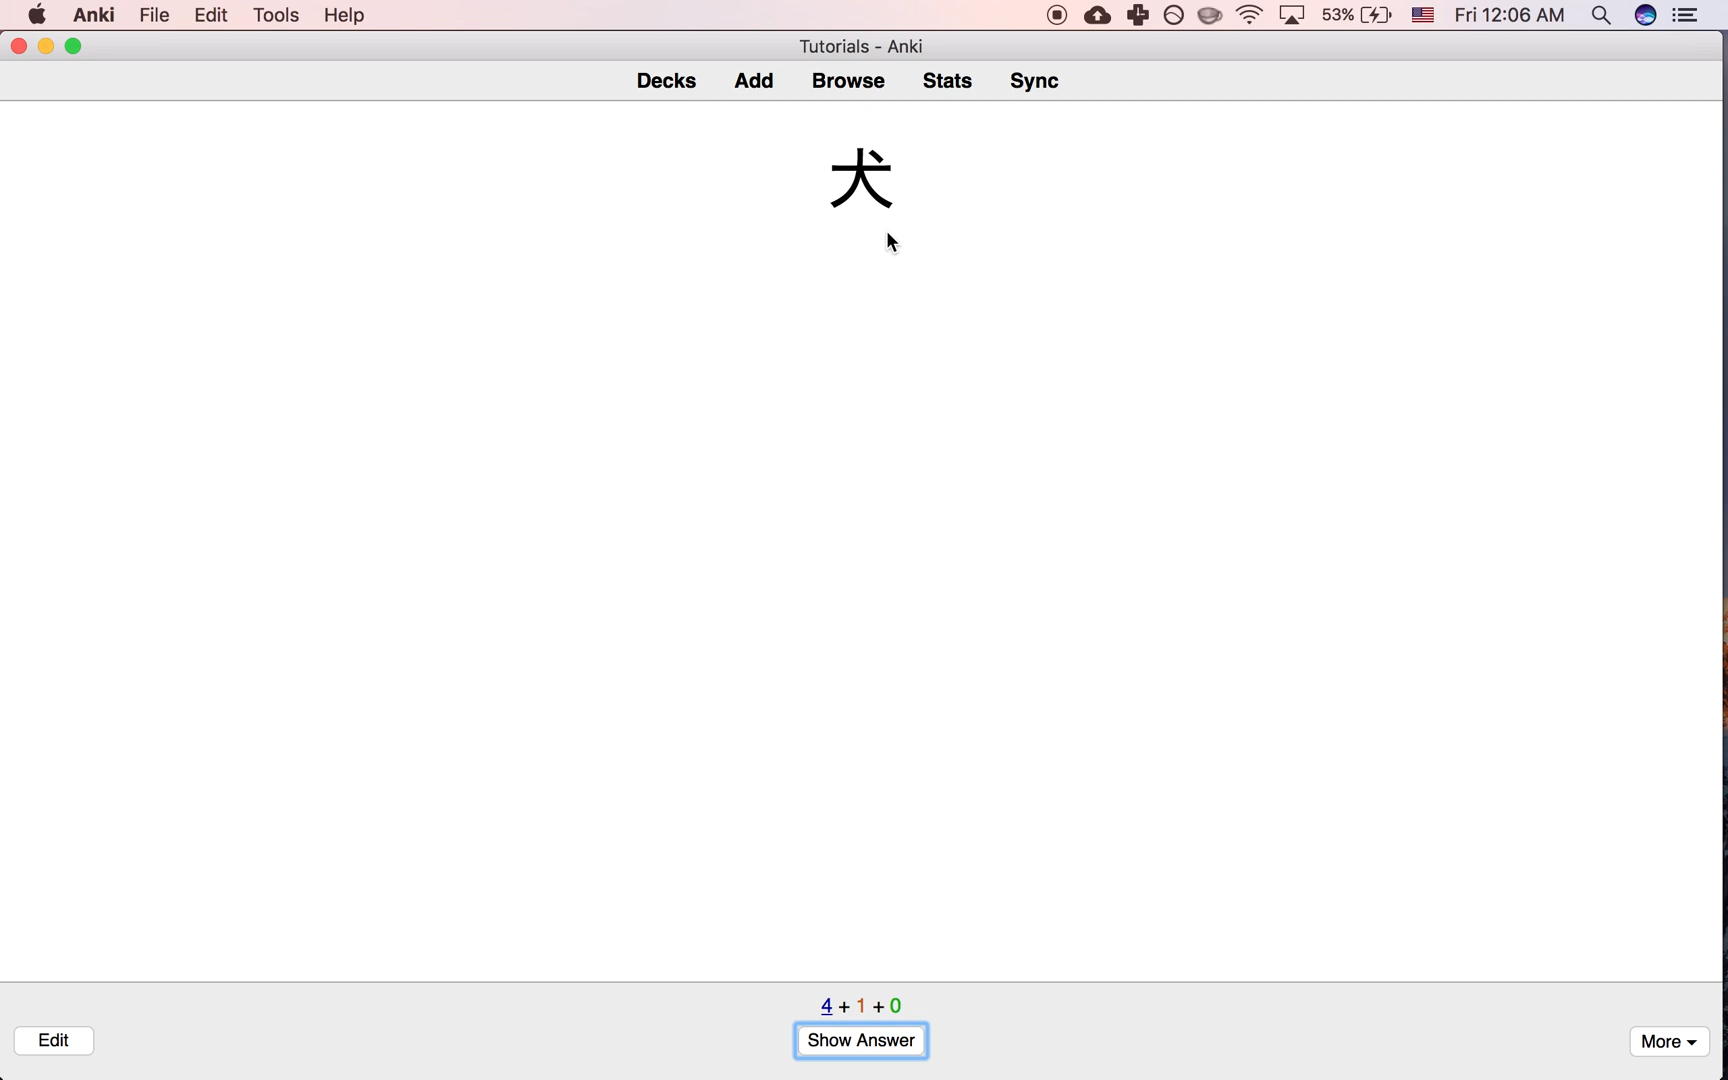 Anki File Edit Tools Help 53% Fri 12:06 AM
Tutorials - Anki
Decks Add Browse Stats Sync
犬
4 + 1 + 0
Edit Show Answer More